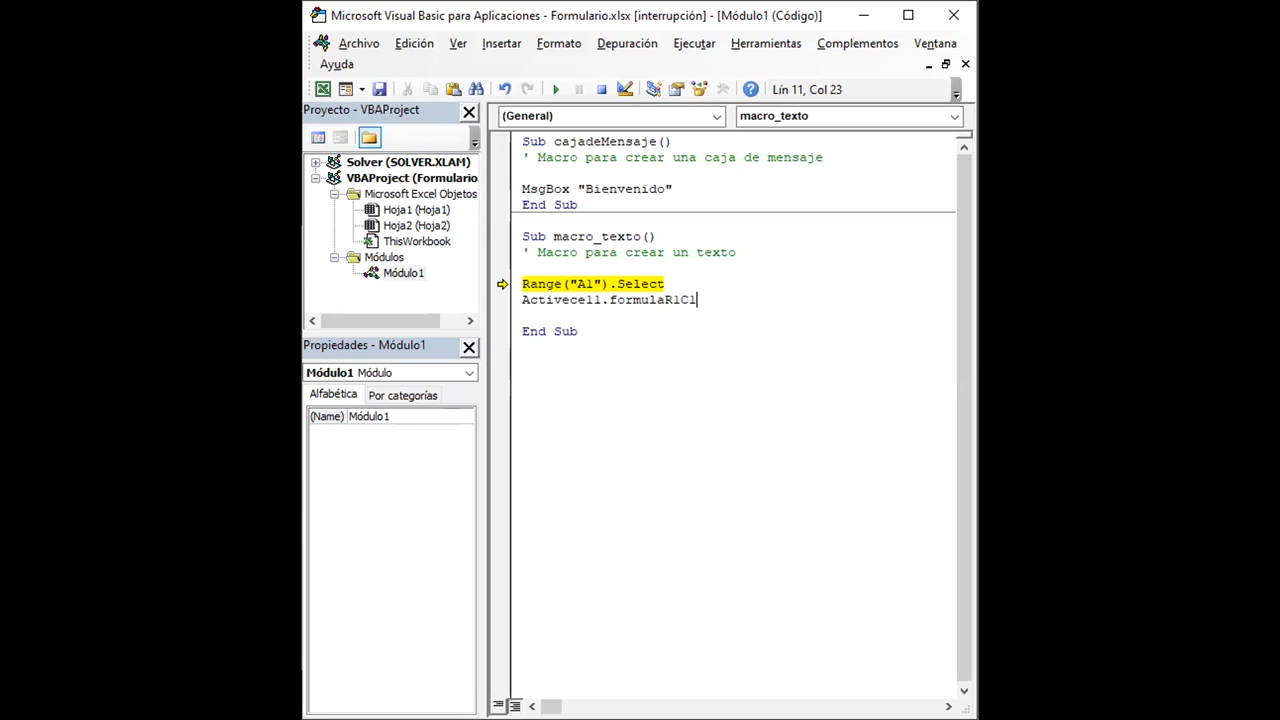 Microsoft Visual Basic para Aplicaciones - Formulario.xlsx [interrupción] - [Módulo1 (Código)]
Archivo Edición Ver Insertar Formato Depuración Ejecutar Herramientas Complementos Ventana
Ayuda
Lín 11, Col 23
Proyecto - VBAProject
Solver (SOLVER.XLAM)
VBAProject (Formulario.
Microsoft Excel Objetos
Hoja1 (Hoja1)
Hoja2 (Hoja2)
ThisWorkbook
Módulos
Módulo1
Propiedades - Módulo1
Módulo1 Módulo
Alfabética Por categorías
(Name) Módulo1
(General) macro_texto
Sub cajadeMensaje()
' Macro para crear una caja de mensaje
MsgBox "Bienvenido"
End Sub
Sub macro_texto()
' Macro para crear un texto
Range("A1").Select
Activecell.formulaR1C1
End Sub